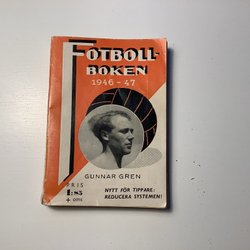 FOTBOLL-
BOKEN
1946-47
GUNNAR GREN
PRIS
1:85
+ oms
NYTT FÖR TIPPARE:
REDUCERA SYSTEMEN!